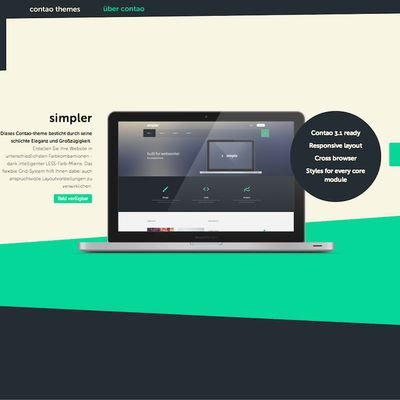 contao themes über contao
simpler
Dieses Contao-theme besticht durch seine
schlichte Eleganz und Großzügigkeit.
Erstellen Sie ihre Website in
unterschiedlichsten Farbkombinationen -
dank intelligenter LESS-Farb-Mixins. Das
flexible Grid-System hilft Ihnen dabei auch
anspruchsvolle Layoutvorstellungen zu
verwirklichen.
Bald verfügbar
simpler
built for webworker
simple
Contao 3.1 ready
Responsive layout
Cross browser
Styles for every core
module